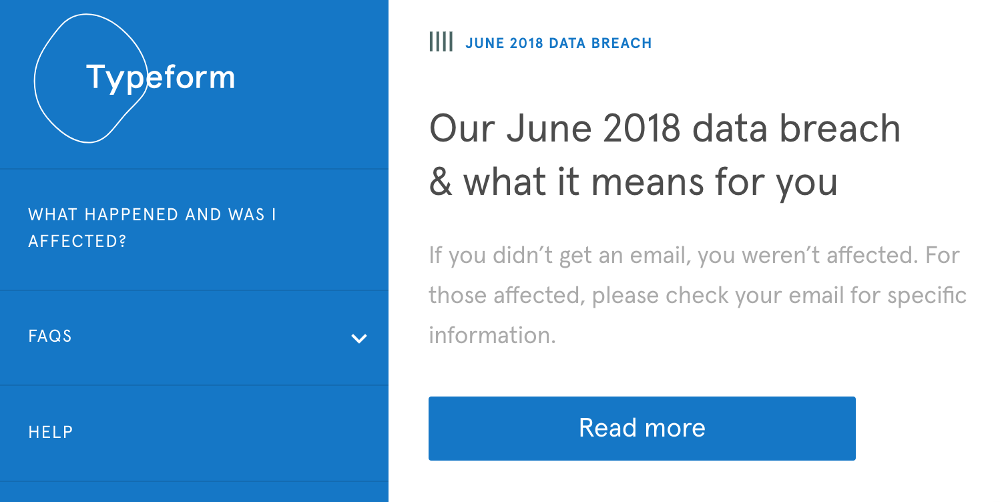 Typeform
WHAT HAPPENED AND WAS I
AFFECTED?
FAQS
HELP
JUNE 2018 DATA BREACH
Our June 2018 data breach
& what it means for you
If you didn’t get an email, you weren’t affected. For
those affected, please check your email for specific
information.
Read more